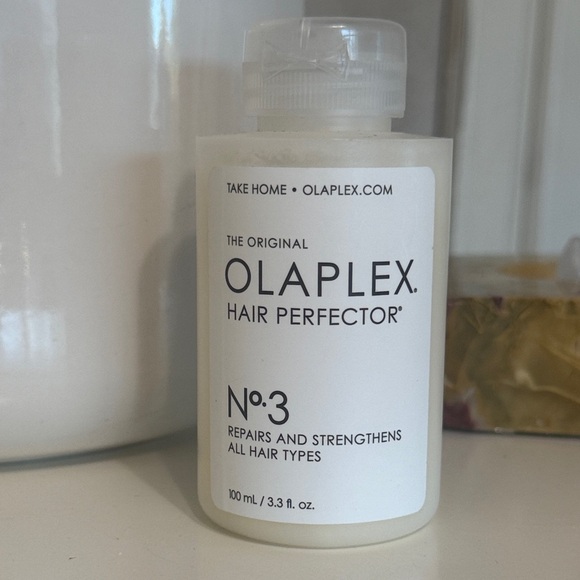 TAKE HOME • OLAPLEX.COM
THE ORIGINAL
OLAPLEX.
HAIR PERFECTOR®
Nº.3
REPAIRS AND STRENGTHENS
ALL HAIR TYPES
100 mL / 3.3 fl. oz.